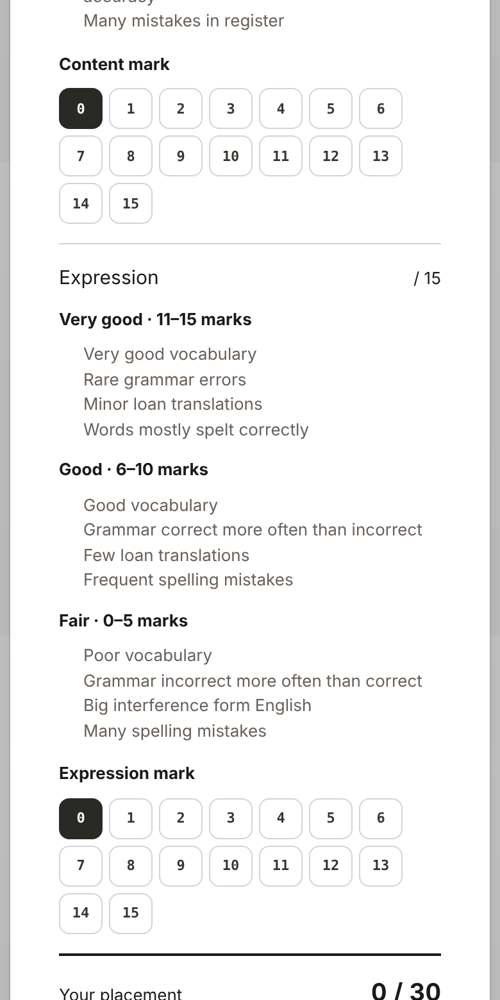 Many mistakes in register
Content mark
0 1 2 3 4 5 6
7 8 9 10 11 12 13
14 15
Expression / 15
Very good · 11–15 marks
Very good vocabulary
Rare grammar errors
Minor loan translations
Words mostly spelt correctly
Good · 6–10 marks
Good vocabulary
Grammar correct more often than incorrect
Few loan translations
Frequent spelling mistakes
Fair · 0–5 marks
Poor vocabulary
Grammar incorrect more often than correct
Big interference form English
Many spelling mistakes
Expression mark
0 1 2 3 4 5 6
7 8 9 10 11 12 13
14 15
Your placement 0 / 30